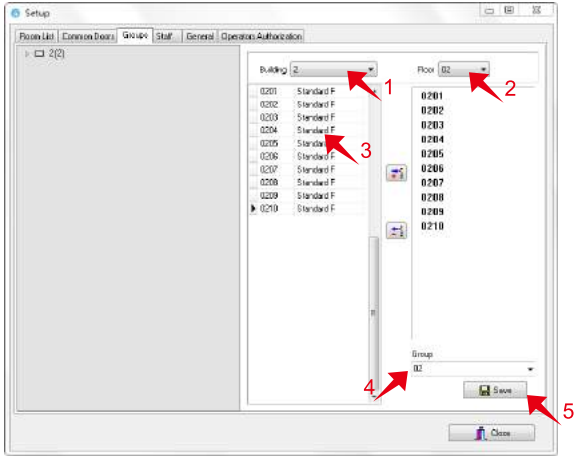 Setup
Room List Common Doors Groups Staff General Operation Authorization
2(2)
Building 2 Floor 02
1
2
0201 Standard F
0202 Standard F
0203 Standard F
0204 Standard F
0205 Standard F
0206 Standard F
0207 Standard F
0208 Standard F
0209 Standard F
0210 Standard F
3
0201
0202
0203
0204
0205
0206
0207
0208
0209
0210
Group
02
4
Save
5
Close